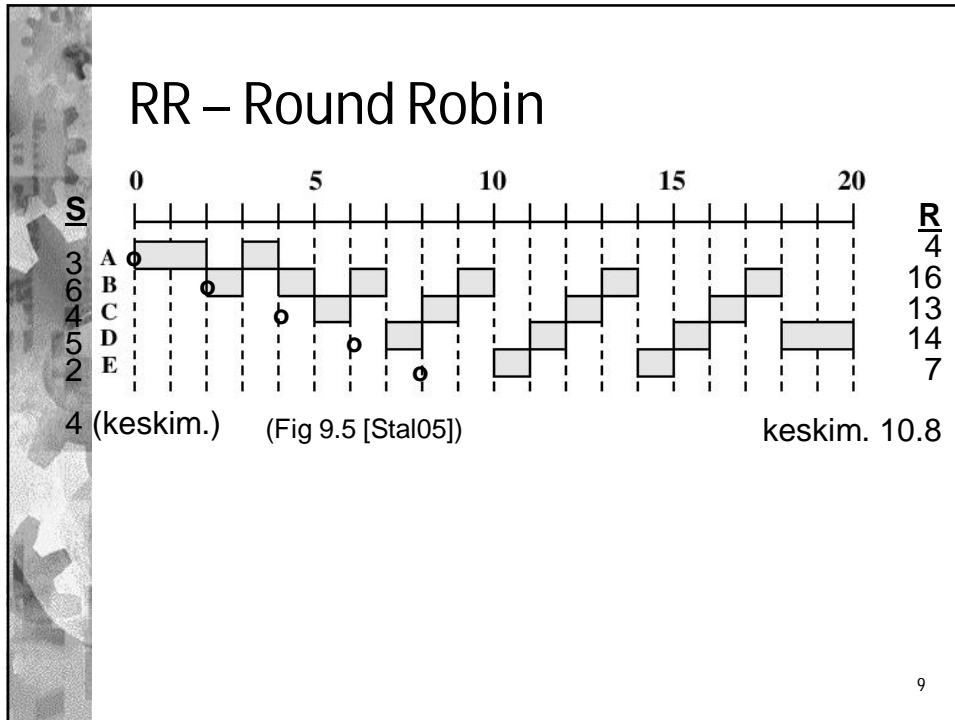 RR – Round Robin
0 5 10 15 20
S R
3 A 4
6 B 16
4 C 13
5 D 14
2 E 7
4 (keskim.) (Fig 9.5 [Stal05]) keskim. 10.8
9